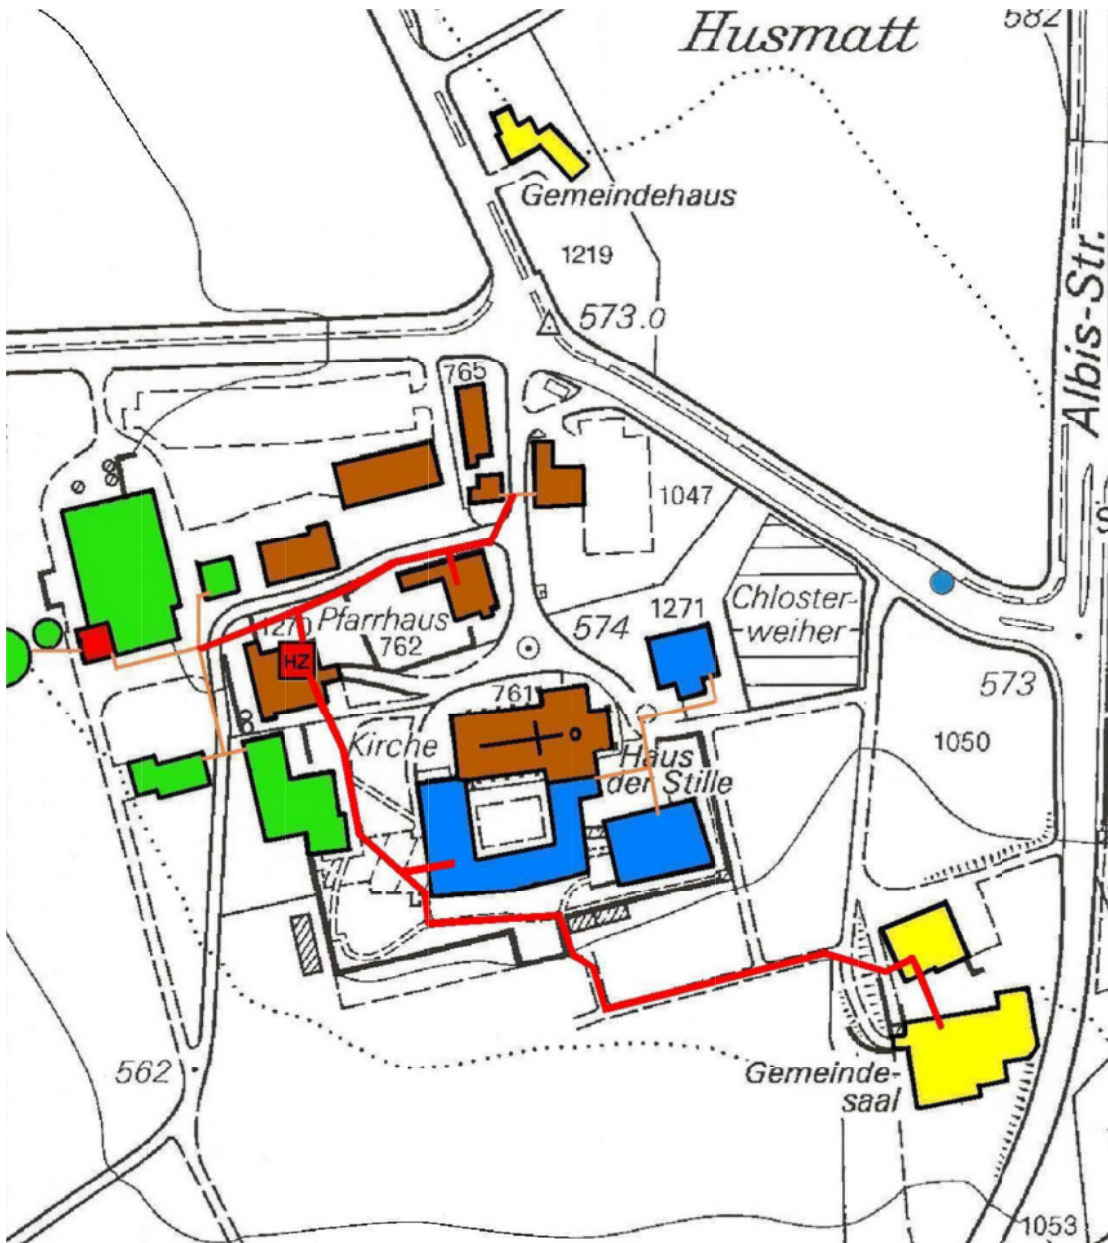 582
Husmatt
Gemeindehaus
1219
573.0
Albis-Str.
765
1047
Chloster-
weiher
1271
574
1270
Pfarrhaus
762
HZ
573
761
Kirche
Haus
der Stille
1050
562
Gemeinde-
saal
1053